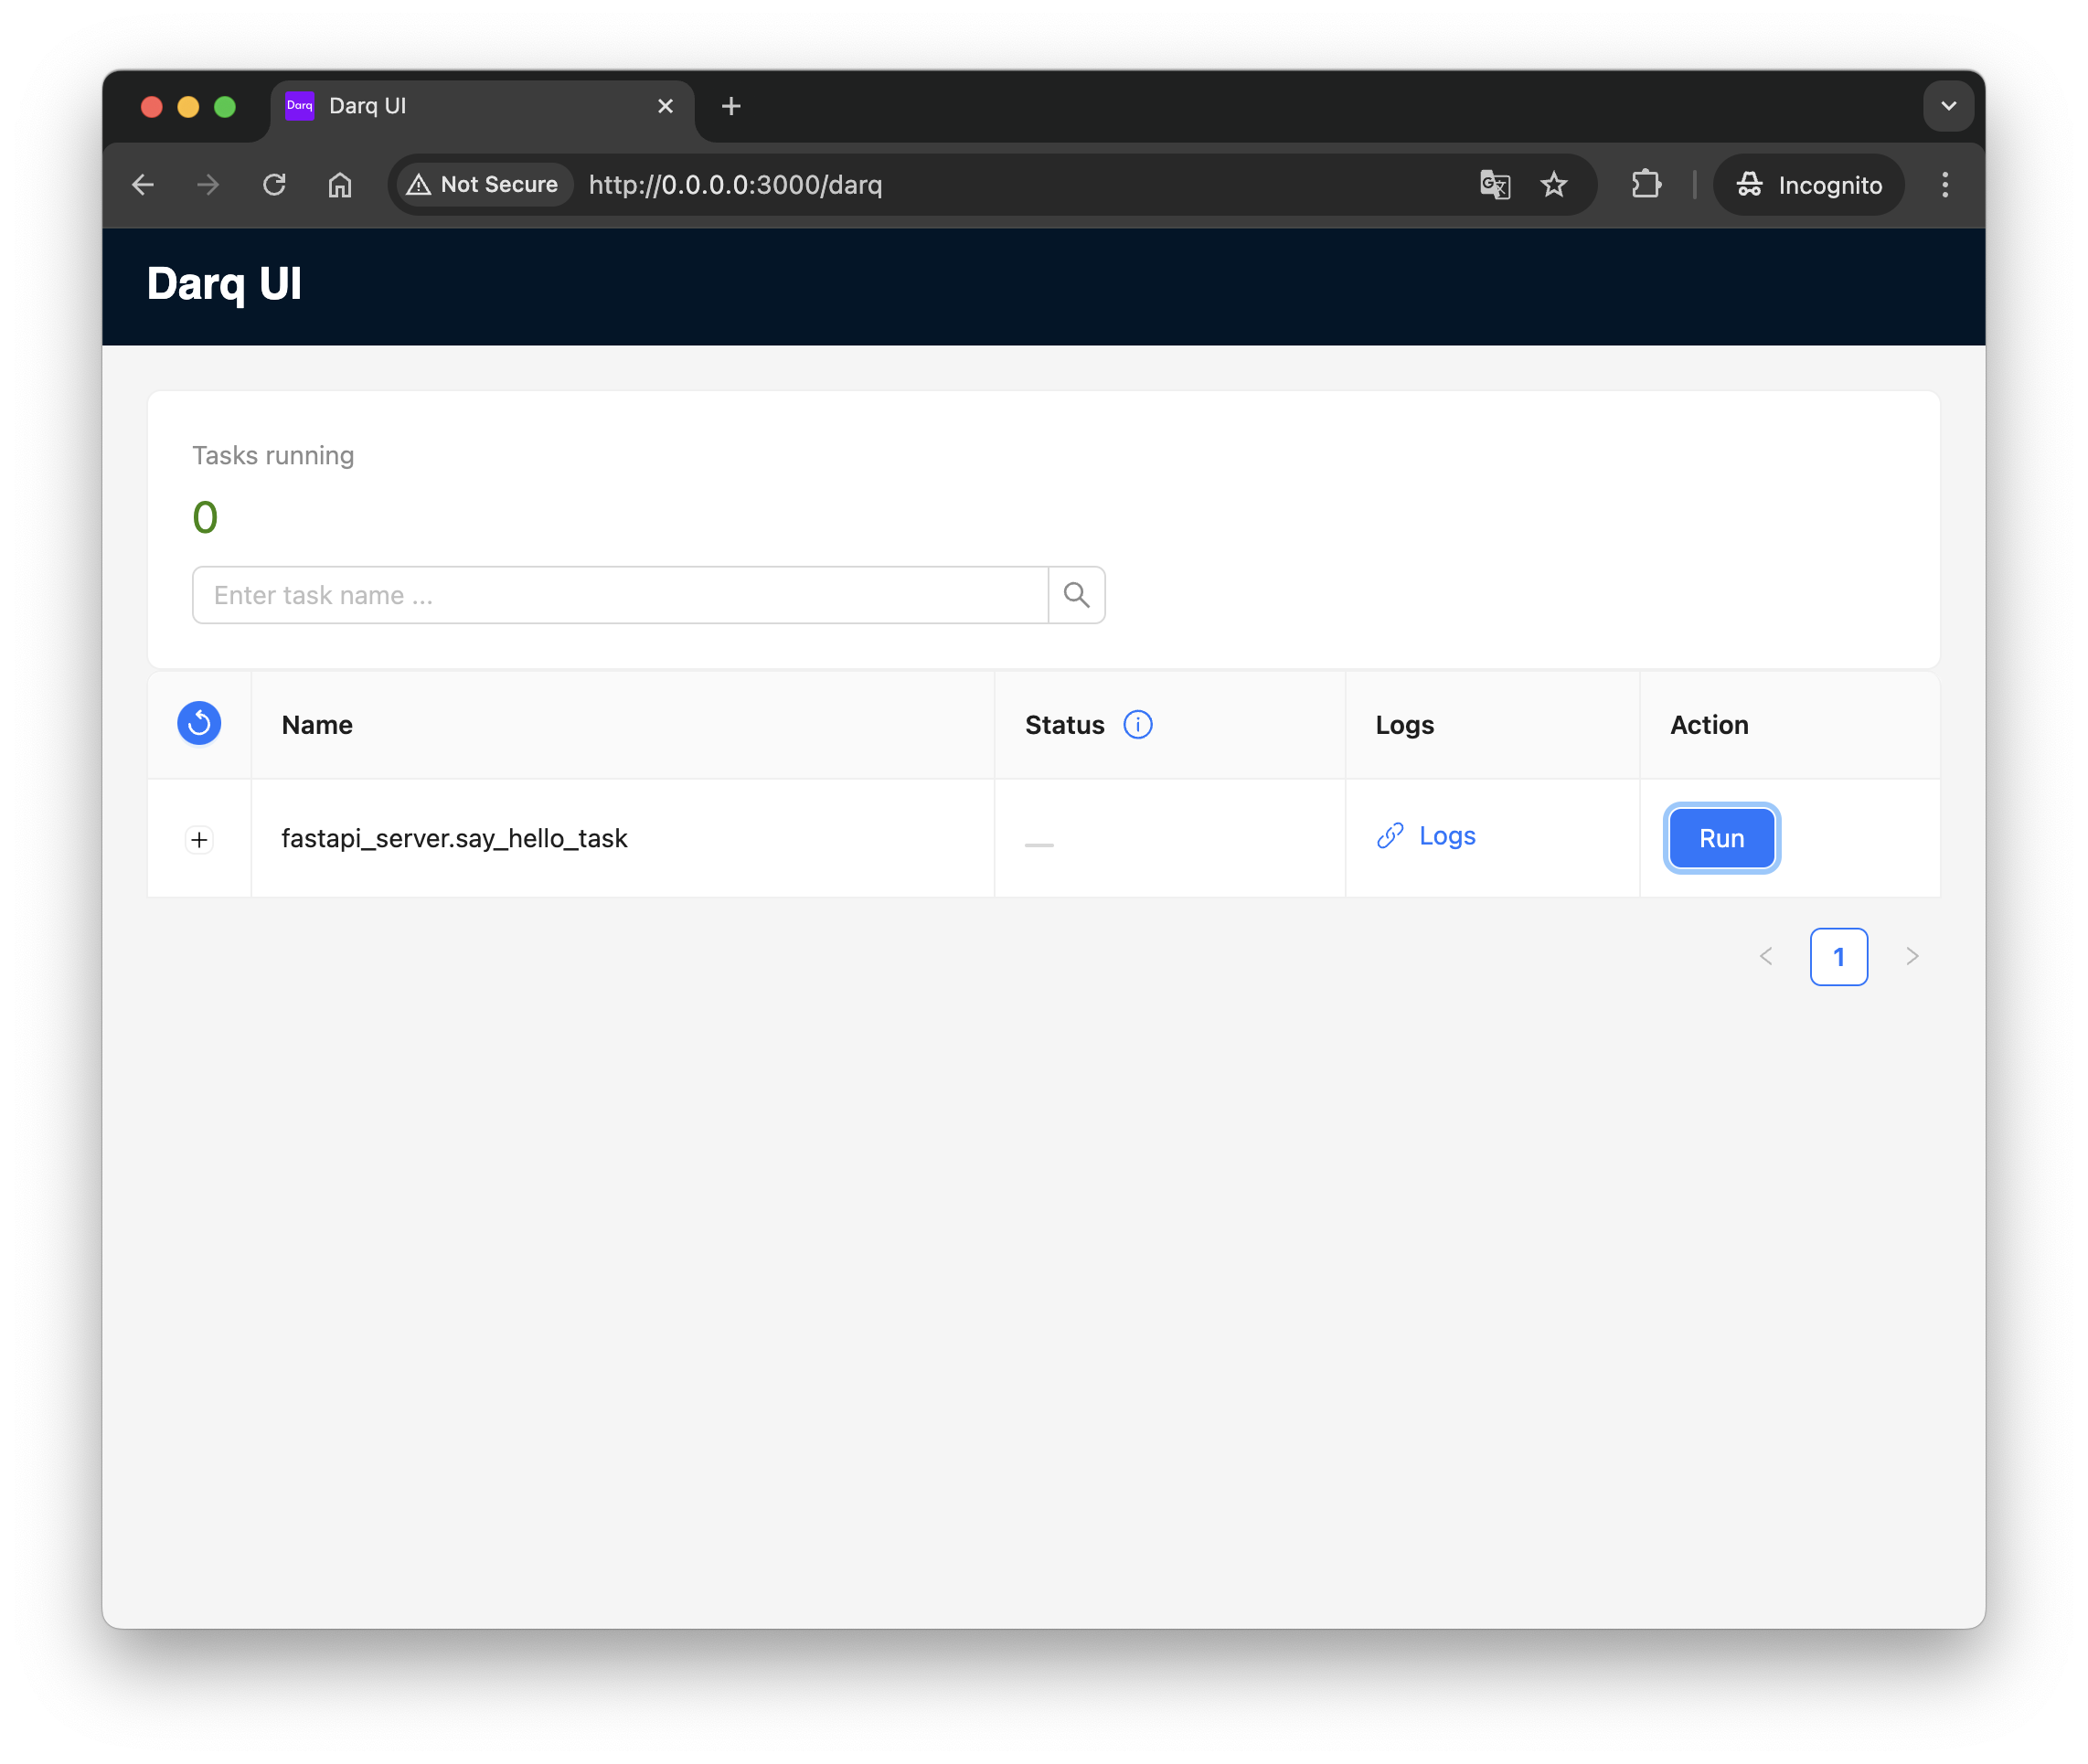 Darq Darq UI
Not Secure http://0.0.0.0:3000/darq Incognito
Darq UI
Tasks running
0
Enter task name ...
Name Status Logs Action
fastapi_server.say_hello_task — Logs Run
1